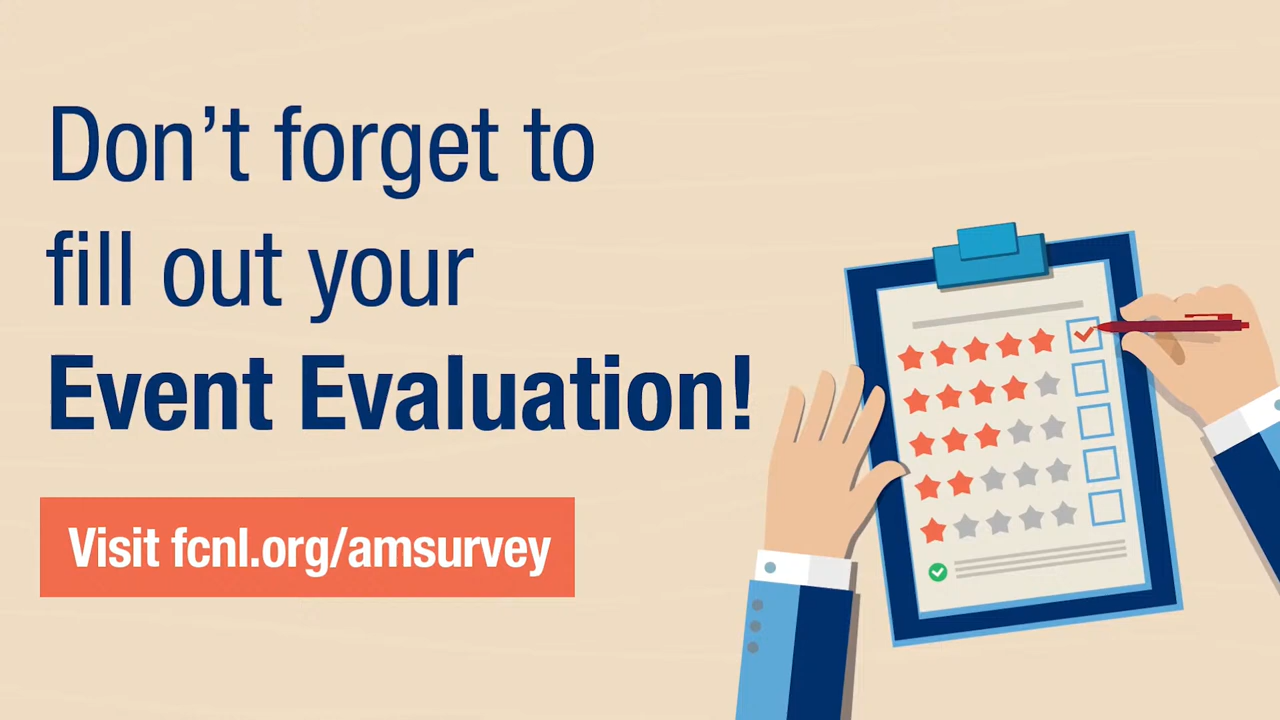 Don’t forget to
fill out your
Event Evaluation!
Visit fcnl.org/amsurvey